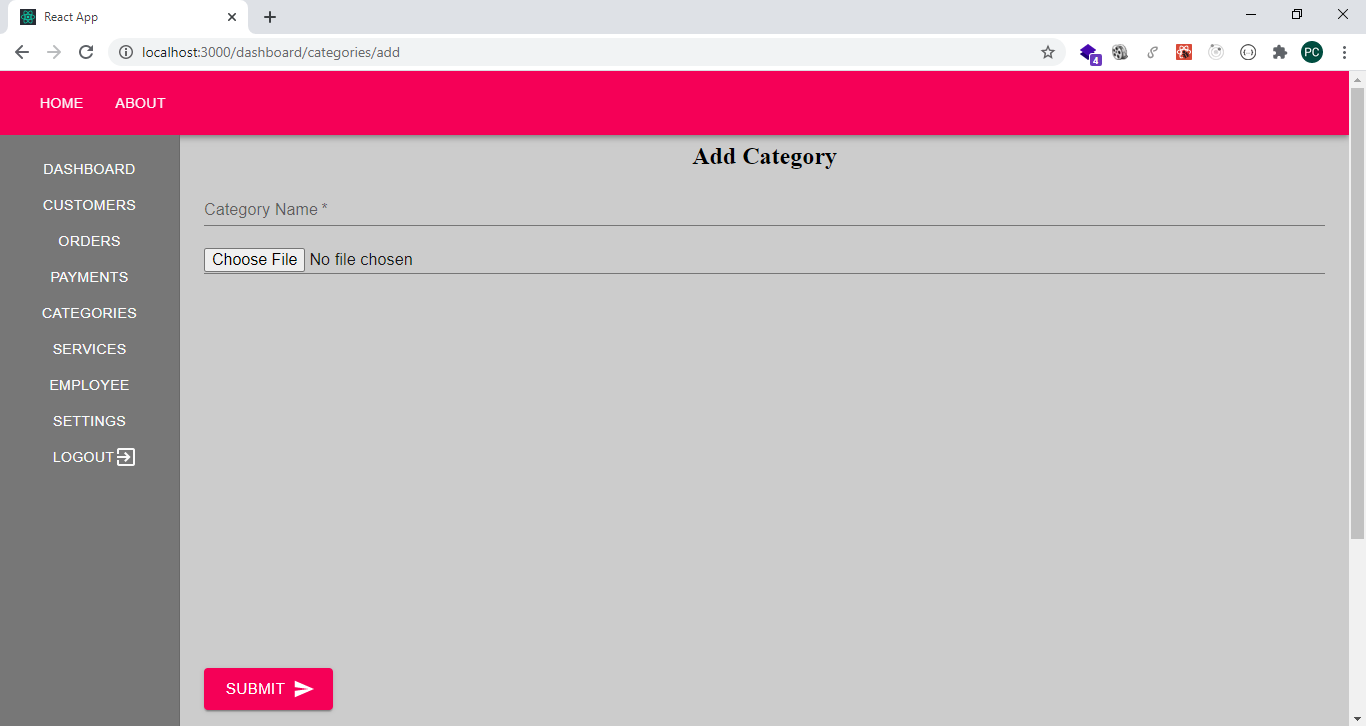 React App
localhost:3000/dashboard/categories/add
4
PC
HOME ABOUT
DASHBOARD
CUSTOMERS
ORDERS
PAYMENTS
CATEGORIES
SERVICES
EMPLOYEE
SETTINGS
LOGOUT
Add Category
Category Name *
Choose File No file chosen
SUBMIT